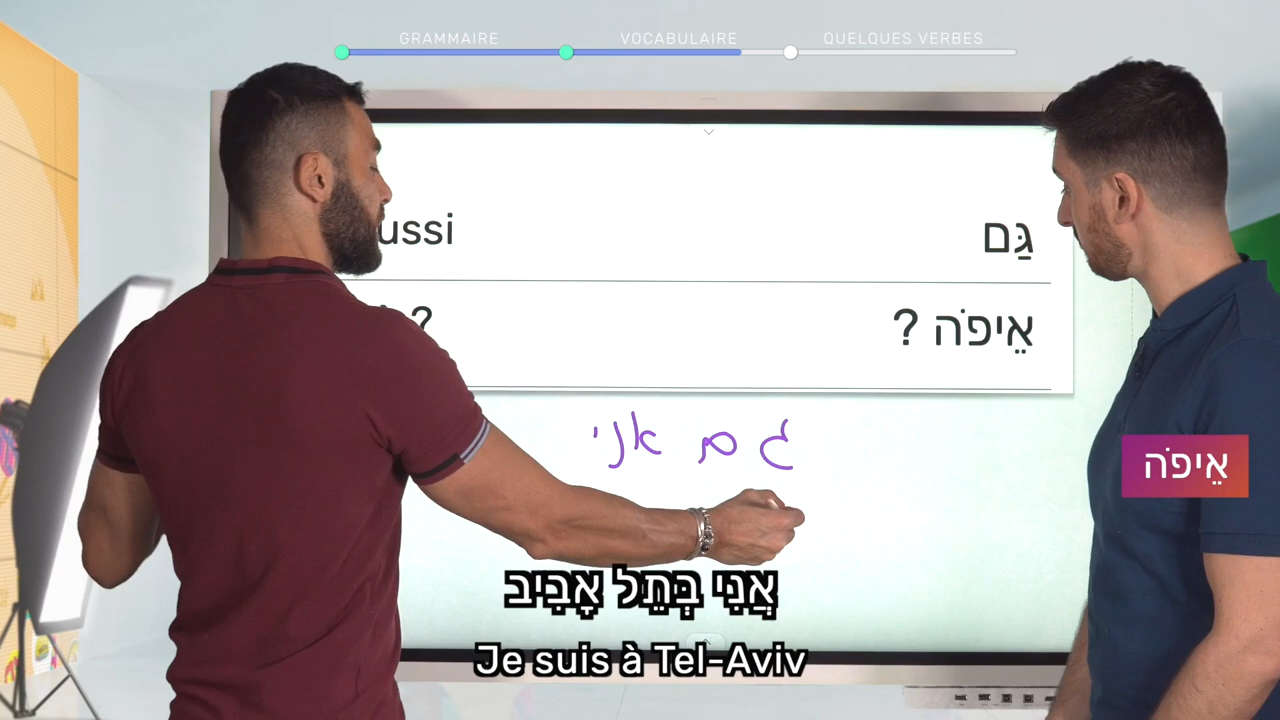 GRAMMAIRE VOCABULAIRE QUELQUES VERBES
ussi גַּם
? אֵיפֹה ?
גם אני
אֵיפֹה
אֲנִי בְּתֵל אָבִיב
Je suis à Tel-Aviv